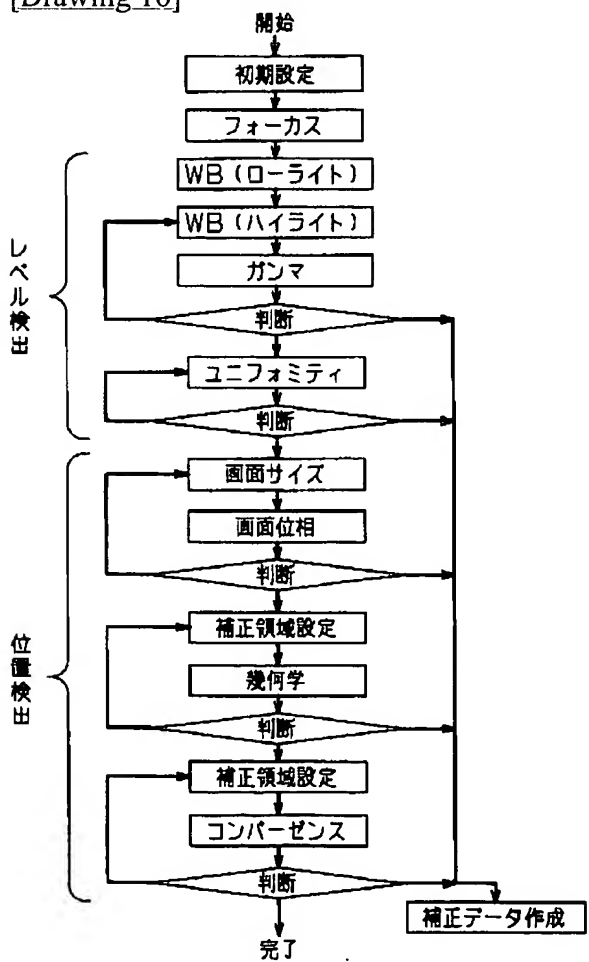 [Drawing 16]
開始
初期設定
フォーカス
WB(ローライト)
WB(ハイライト)
ガンマ
判断
ユニフォミティ
判断
レベル検出
画面サイズ
画面位相
判断
補正領域設定
幾何学
判断
補正領域設定
コンバーゼンス
判断
位置検出
補正データ作成
完了